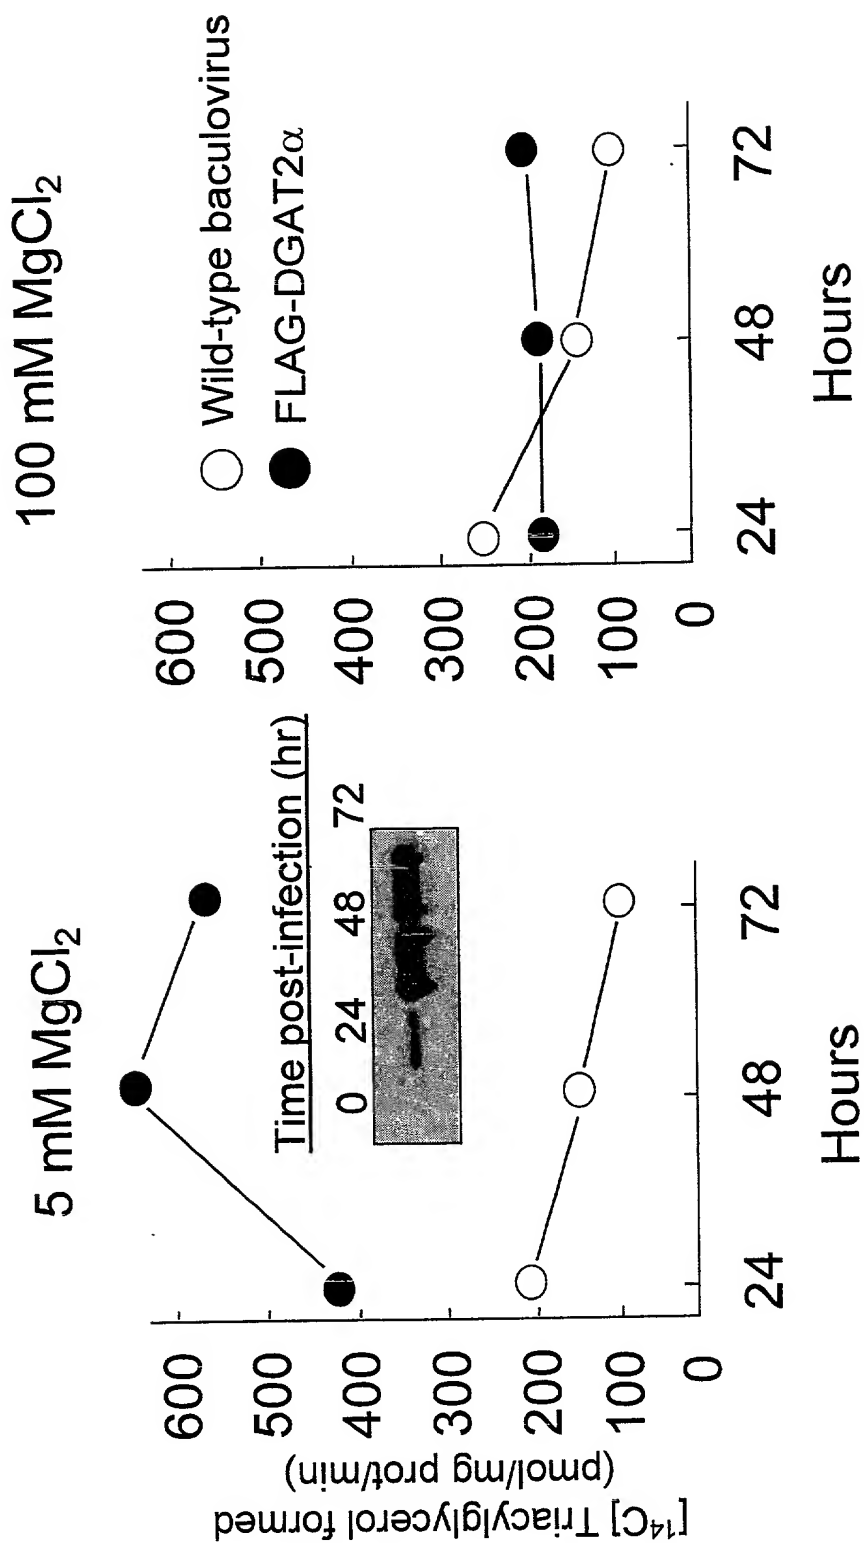 5 mM MgCl₂
100 mM MgCl₂
[¹⁴C] Triacylglycerol formed
(pmol/mg prot/min)
600
500
400
300
200
100
0
Time post-infection (hr)
0 24 48 72
24 48 72
Hours
600
500
400
300
200
100
0
Wild-type baculovirus
FLAG-DGAT2α
24 48 72
Hours